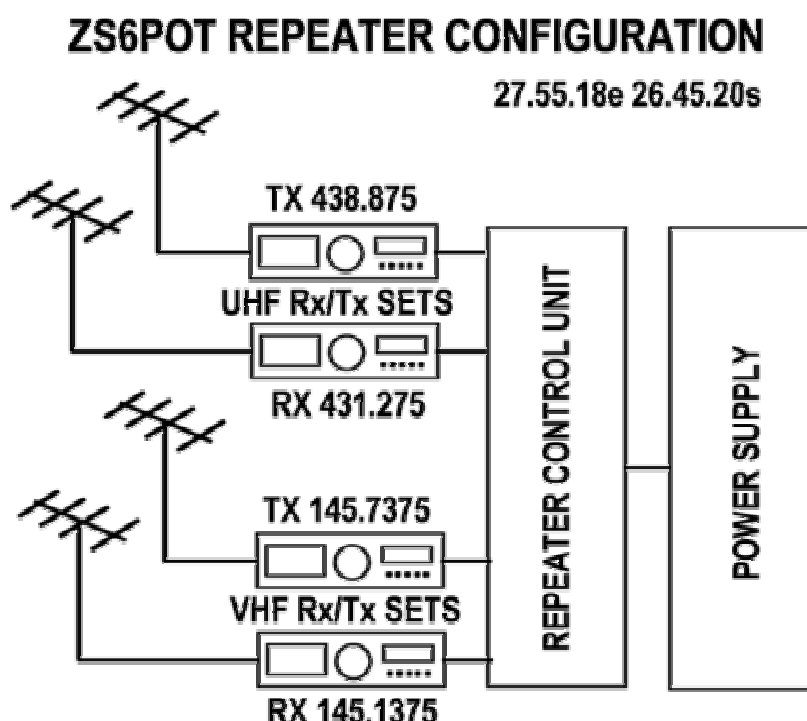 ZS6POT REPEATER CONFIGURATION
27.55.18e 26.45.20s
TX 438.875
UHF Rx/Tx SETS
RX 431.275
TX 145.7375
VHF Rx/Tx SETS
RX 145.1375
REPEATER CONTROL UNIT
POWER SUPPLY